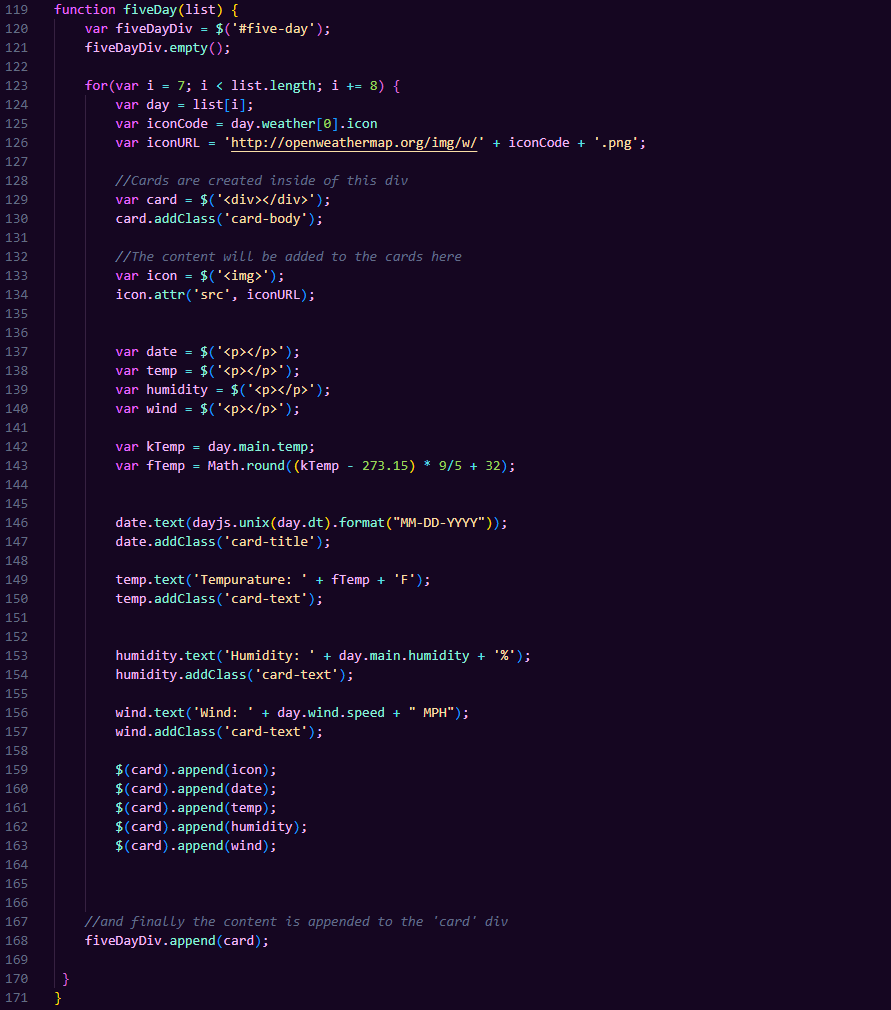 119 function fiveDay(list) {
120     var fiveDayDiv = $('#five-day');
121     fiveDayDiv.empty();
122
123     for(var i = 7; i < list.length; i += 8) {
124         var day = list[i];
125         var iconCode = day.weather[0].icon
126         var iconURL = 'http://openweathermap.org/img/w/' + iconCode + '.png';
127
128         //Cards are created inside of this div
129         var card = $('<div></div>');
130         card.addClass('card-body');
131
132         //The content will be added to the cards here
133         var icon = $('<img>');
134         icon.attr('src', iconURL);
135
136
137         var date = $('<p></p>');
138         var temp = $('<p></p>');
139         var humidity = $('<p></p>');
140         var wind = $('<p></p>');
141
142         var kTemp = day.main.temp;
143         var fTemp = Math.round((kTemp - 273.15) * 9/5 + 32);
144
145
146         date.text(dayjs.unix(day.dt).format("MM-DD-YYYY"));
147         date.addClass('card-title');
148
149         temp.text('Tempurature: ' + fTemp + 'F');
150         temp.addClass('card-text');
151
152
153         humidity.text('Humidity: ' + day.main.humidity + '%');
154         humidity.addClass('card-text');
155
156         wind.text('Wind: ' + day.wind.speed + " MPH");
157         wind.addClass('card-text');
158
159         $(card).append(icon);
160         $(card).append(date);
161         $(card).append(temp);
162         $(card).append(humidity);
163         $(card).append(wind);
164
165
166
167     //and finally the content is appended to the 'card' div
168     fiveDayDiv.append(card);
169
170  }
171 }